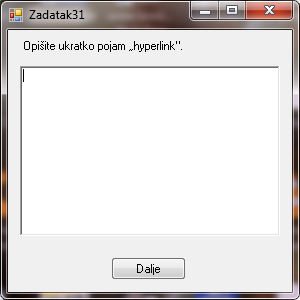 Zadatak31
Opišite ukratko pojam „hyperlink".
Dalje